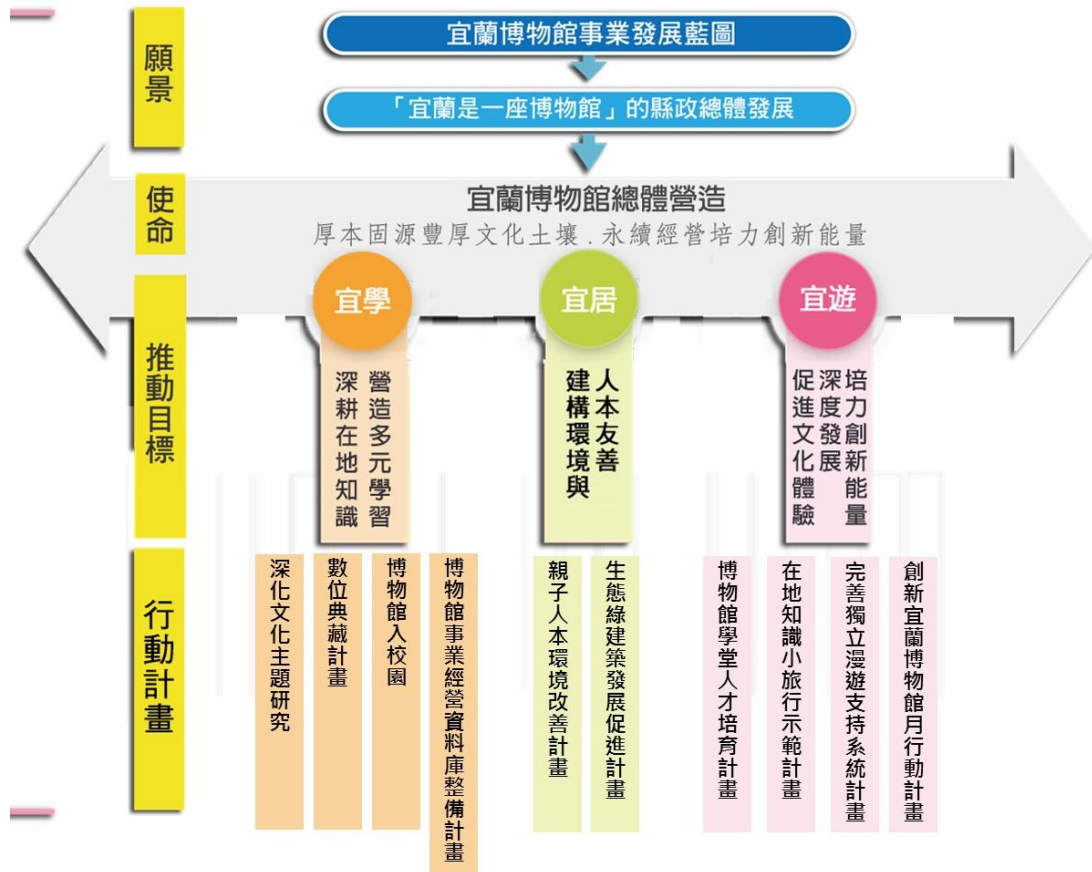 願景
宜蘭博物館事業發展藍圖
「宜蘭是一座博物館」的縣政總體發展
使命
宜蘭博物館總體營造
厚本固源豐厚文化土壤.永續經營培力創新能量
推動目標
宜學
營造多元學習
深耕在地知識
宜居
人本友善
建構環境與
宜遊
培力創新能量
深度發展
促進文化體驗
行動計畫
深化文化主題研究
數位典藏計畫
博物館入校園
博物館事業經營資料庫整備計畫
親子人本環境改善計畫
生態綠建築發展促進計畫
博物館學堂人才培育計畫
在地知識小旅行示範計畫
完善獨立漫遊支持系統計畫
創新宜蘭博物館月行動計畫